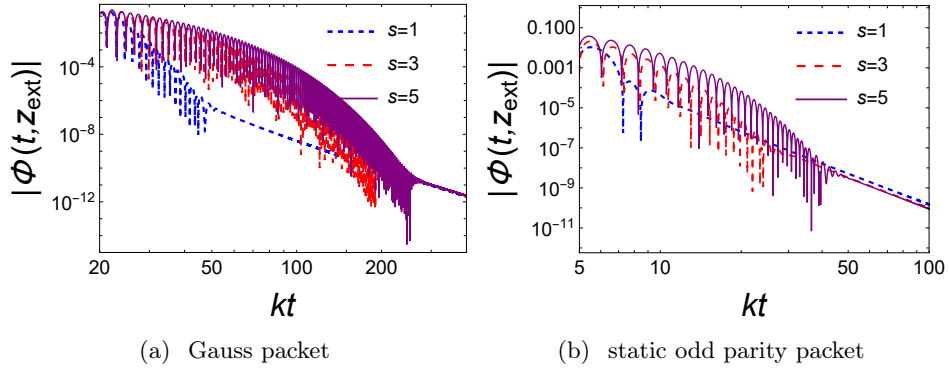 |Φ(t,z_ext)|
10^-4
10^-8
10^-12
20 50 100 200
kt
s=1
s=3
s=5
(a) Gauss packet
|Φ(t,z_ext)|
0.100
0.001
10^-5
10^-7
10^-9
10^-11
5 10 50 100
kt
s=1
s=3
s=5
(b) static odd parity packet